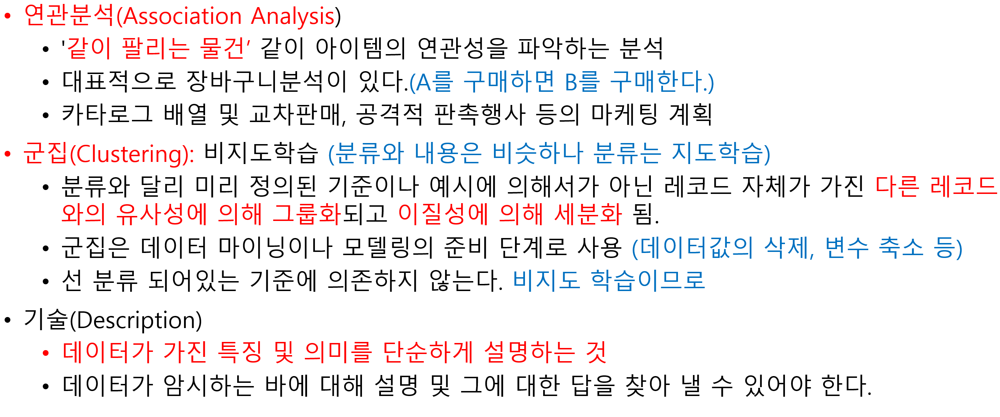 • 연관분석(Association Analysis)
• '같이 팔리는 물건’ 같이 아이템의 연관성을 파악하는 분석
• 대표적으로 장바구니분석이 있다.(A를 구매하면 B를 구매한다.)
• 카타로그 배열 및 교차판매, 공격적 판촉행사 등의 마케팅 계획
• 군집(Clustering): 비지도학습 (분류와 내용은 비슷하나 분류는 지도학습)
• 분류와 달리 미리 정의된 기준이나 예시에 의해서가 아닌 레코드 자체가 가진 다른 레코드
와의 유사성에 의해 그룹화되고 이질성에 의해 세분화 됨.
• 군집은 데이터 마이닝이나 모델링의 준비 단계로 사용 (데이터값의 삭제, 변수 축소 등)
• 선 분류 되어있는 기준에 의존하지 않는다. 비지도 학습이므로
• 기술(Description)
• 데이터가 가진 특징 및 의미를 단순하게 설명하는 것
• 데이터가 암시하는 바에 대해 설명 및 그에 대한 답을 찾아 낼 수 있어야 한다.